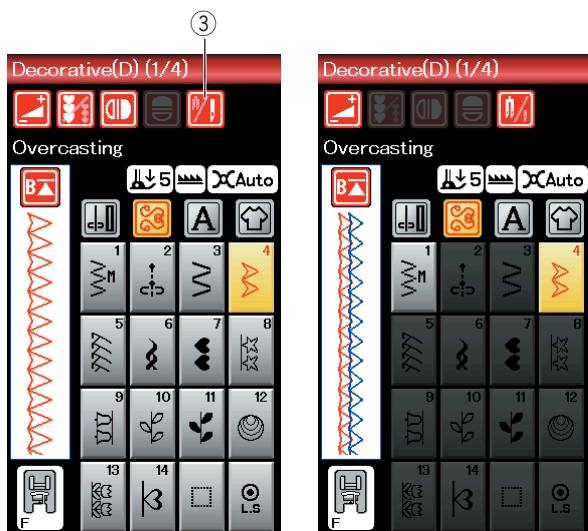 ③
Decorative(D) (1/4)
Overcasting
B
5
Auto
A
1
M
2
3
4
5
6
7
8
9
10
11
12
F
13
14
L.S
Decorative(D) (1/4)
Overcasting
B
5
Auto
A
1
M
2
3
4
5
6
7
8
9
10
11
12
F
13
14
L.S